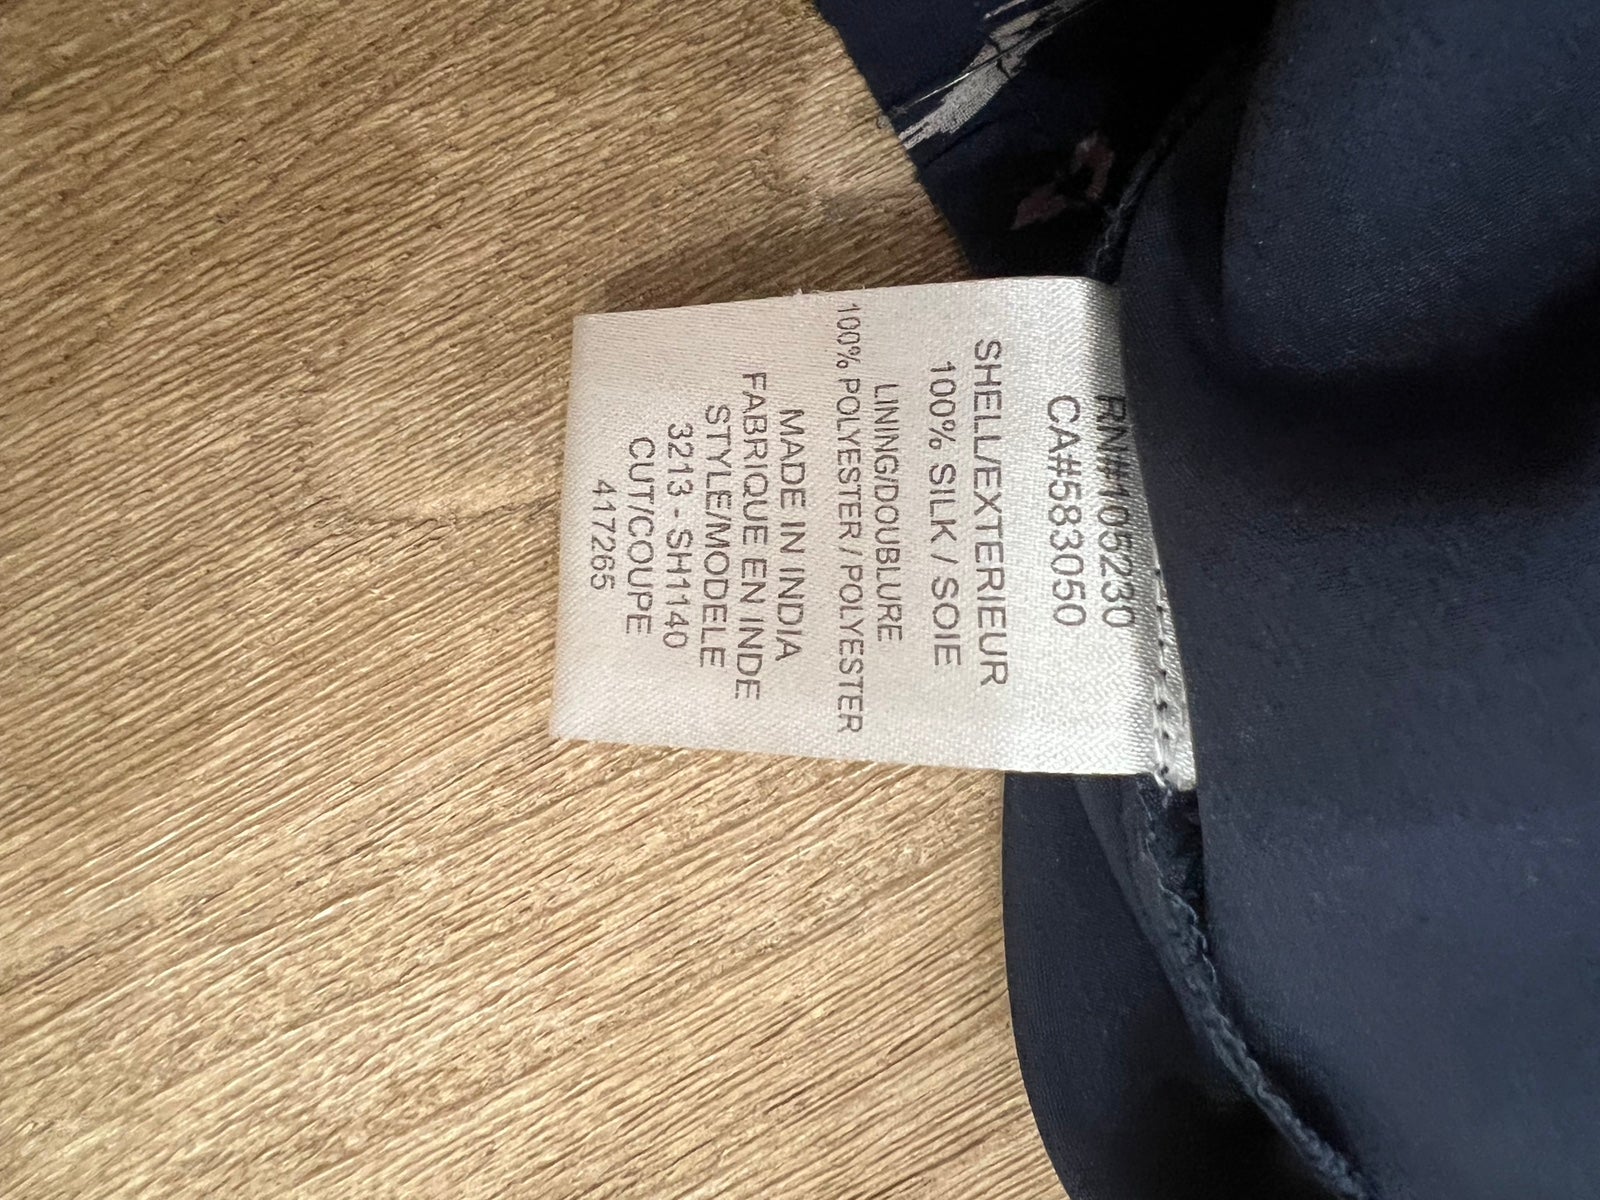 RN#105230
CA#583050
SHELL/EXTERIEUR
100% SILK / SOIE
LINING/DOUBLURE
100% POLYESTER / POLYESTER
MADE IN INDIA
FABRIQUE EN INDE
STYLE/MODELE
3213 - SH1140
CUT/COUPE
417265